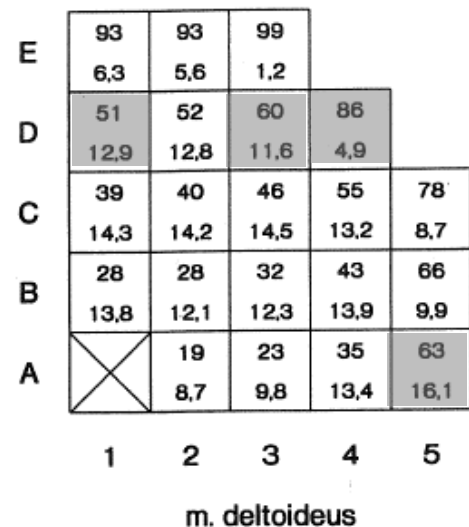 E 93 93 99
6,3 5,6 1,2
D 51 52 60 86
12,9 12,8 11,6 4,9
C 39 40 46 55 78
14,3 14,2 14,5 13,2 8,7
B 28 28 32 43 66
13,8 12,1 12,3 13,9 9,9
A 19 23 35 63
8,7 9,8 13,4 16,1
1 2 3 4 5
m. deltoideus